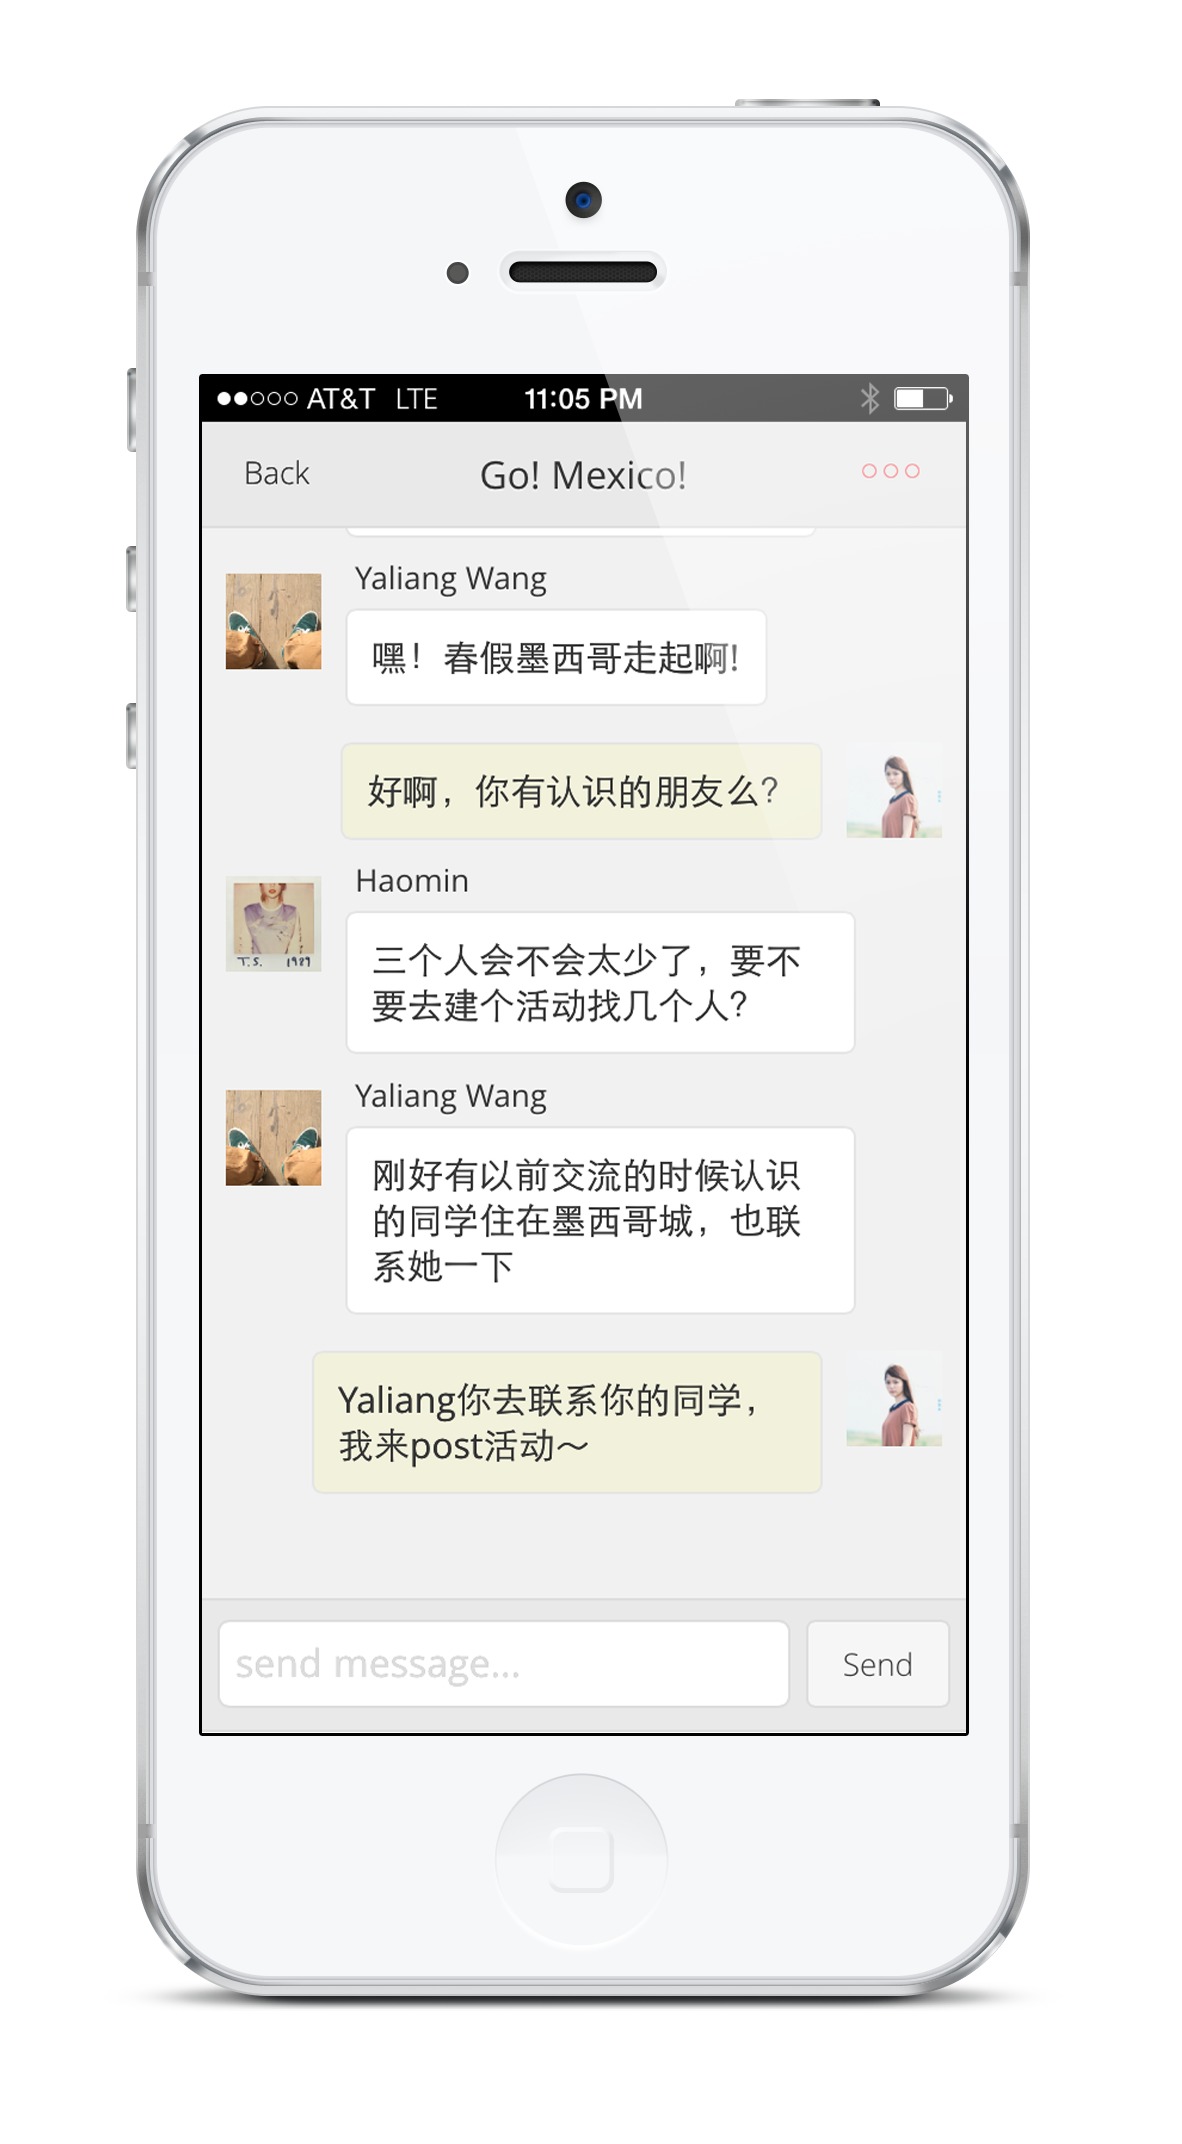 AT&T LTE 11:05 PM
Back Go! Mexico!
Yaliang Wang
嘿！春假墨西哥走起啊!
好啊，你有认识的朋友么?
Haomin
三个人会不会太少了，要不
要去建个活动找几个人?
T.S. 1989
Yaliang Wang
刚好有以前交流的时候认识
的同学住在墨西哥城，也联
系她一下
Yaliang你去联系你的同学，
我来post活动～
send message...
Send